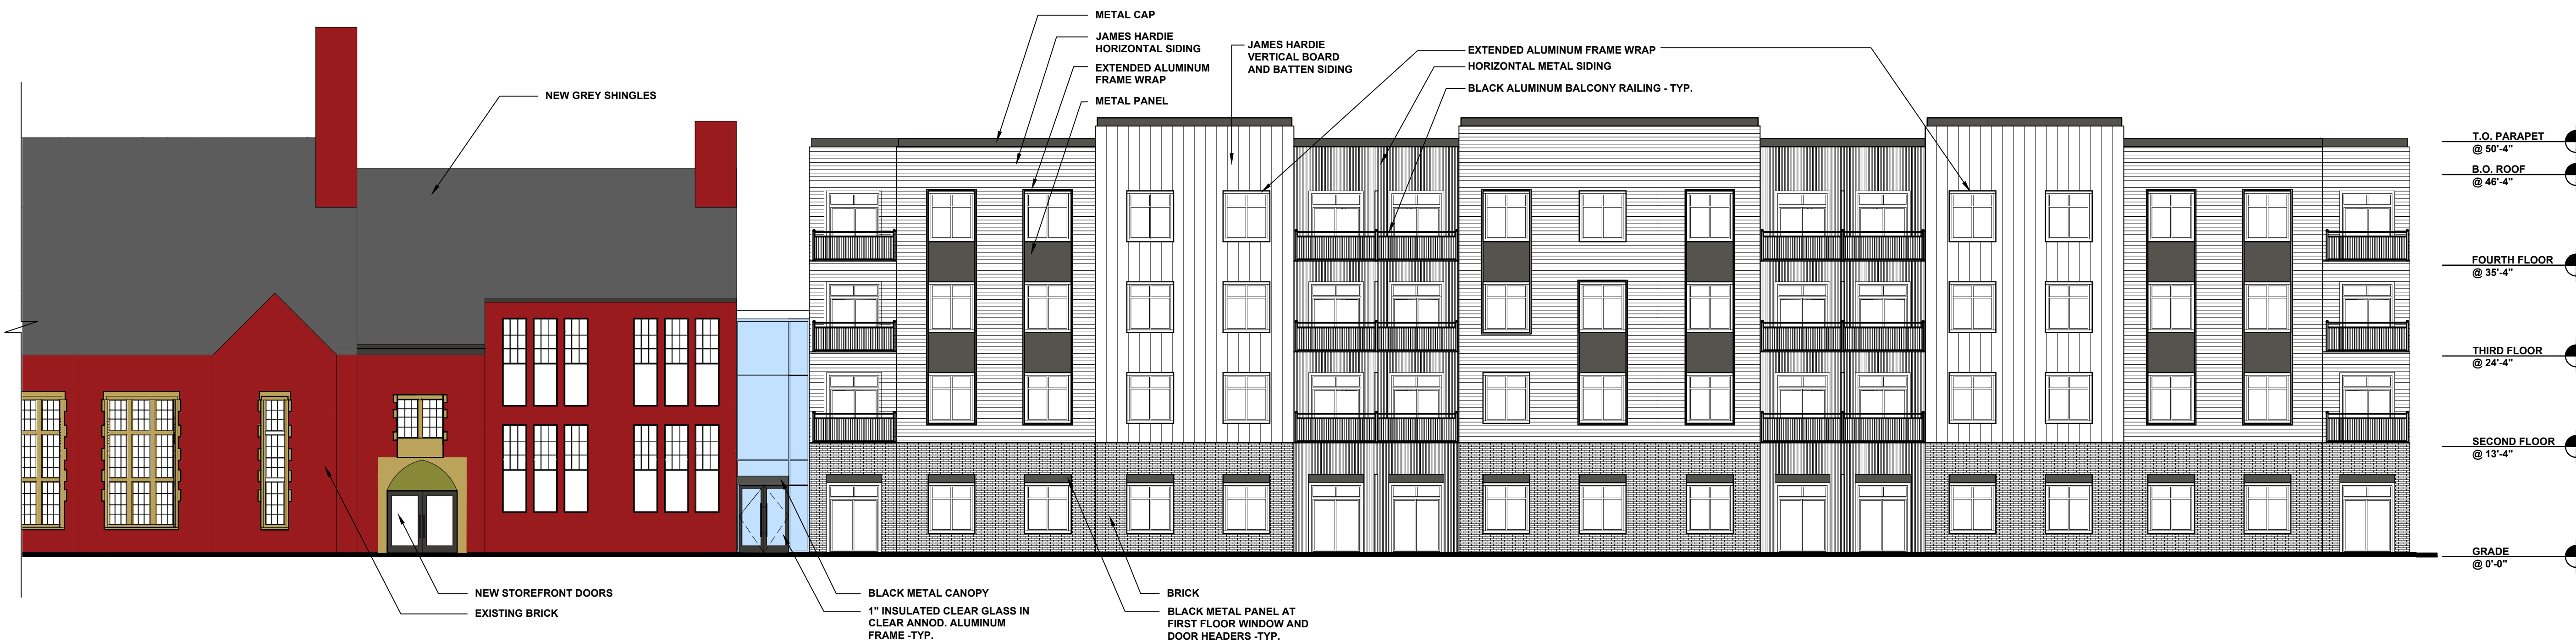 METAL CAP
JAMES HARDIE
HORIZONTAL SIDING
EXTENDED ALUMINUM
FRAME WRAP
METAL PANEL
JAMES HARDIE
VERTICAL BOARD
AND BATTEN SIDING
EXTENDED ALUMINUM FRAME WRAP
HORIZONTAL METAL SIDING
BLACK ALUMINUM BALCONY RAILING - TYP.
NEW GREY SHINGLES
T.O. PARAPET
@ 50'-4"
B.O. ROOF
@ 46'-4"
FOURTH FLOOR
@ 35'-4"
THIRD FLOOR
@ 24'-4"
SECOND FLOOR
@ 13'-4"
GRADE
@ 0'-0"
NEW STOREFRONT DOORS
EXISTING BRICK
BLACK METAL CANOPY
1" INSULATED CLEAR GLASS IN
CLEAR ANNOD. ALUMINUM
FRAME -TYP.
BRICK
BLACK METAL PANEL AT
FIRST FLOOR WINDOW AND
DOOR HEADERS -TYP.